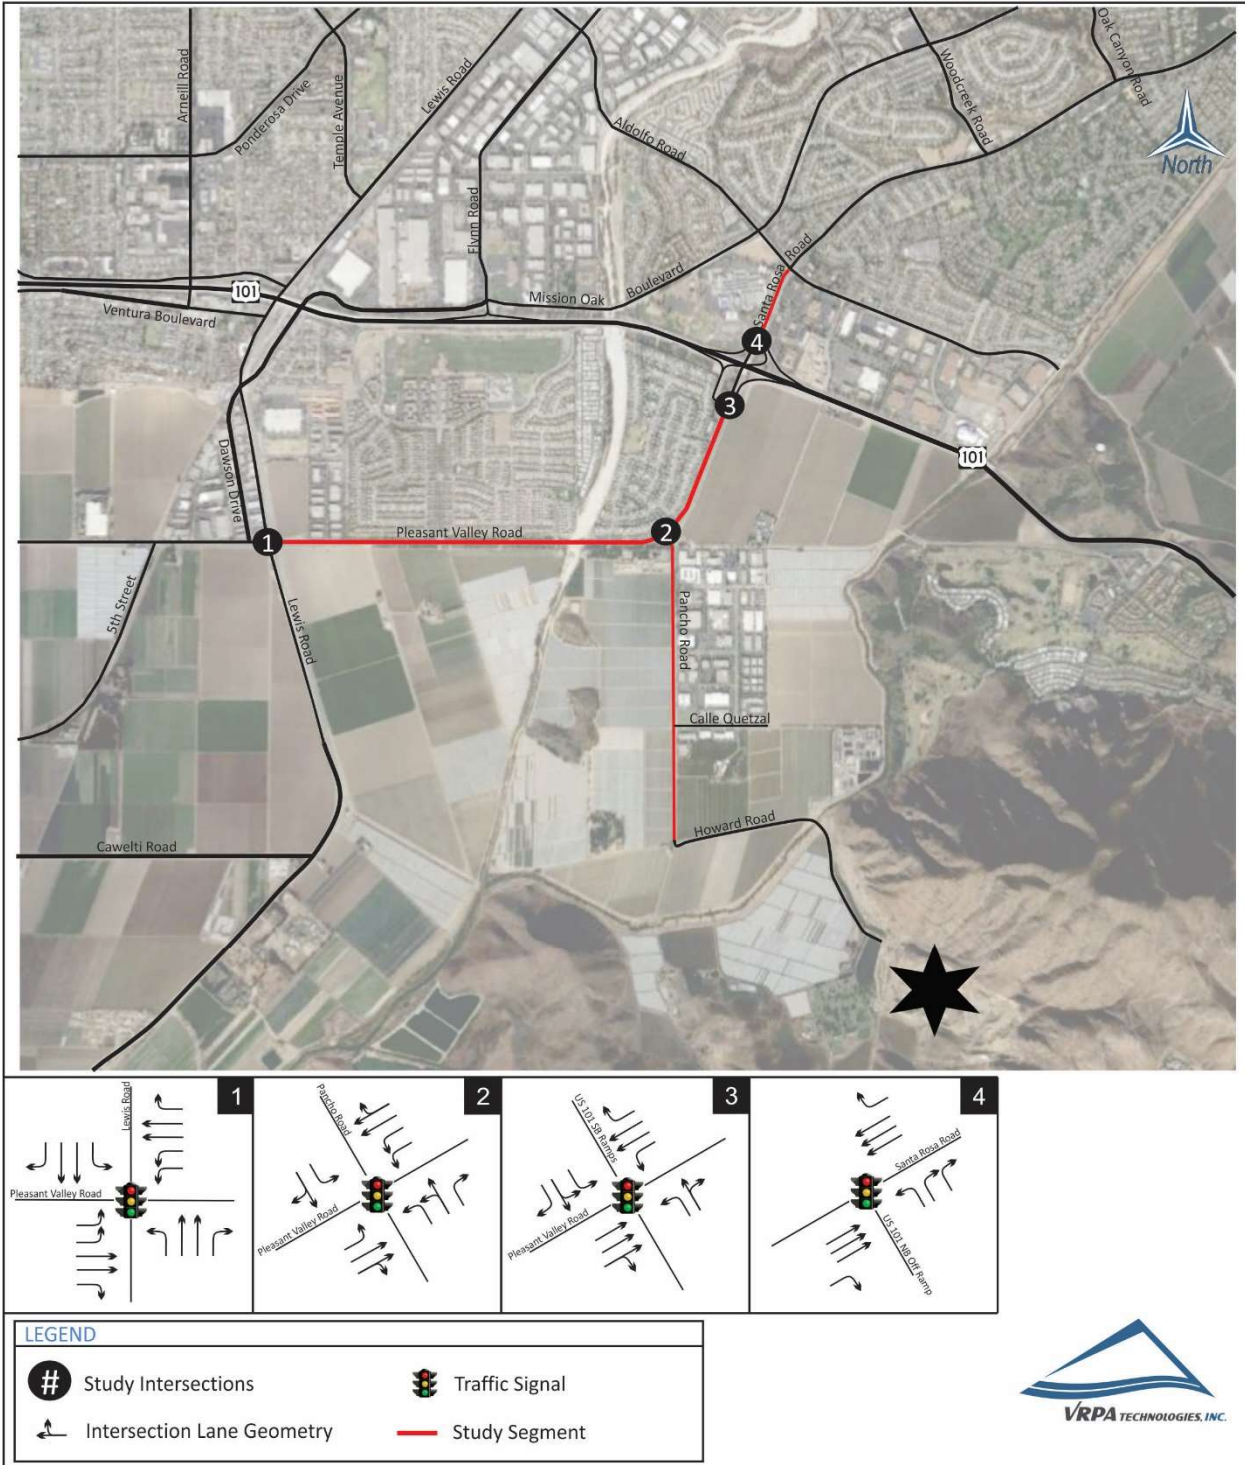 Arneill Road
Ponderosa Drive
Temple Avenue
Lewis Road
Flynn Road
Aldolfo Road
Woodcreek Road
Oak Canyon Road
North
101
Ventura Boulevard
Mission Oak
Boulevard
Santa Rosa Road
4
3
101
Dawson Drive
1
Pleasant Valley Road
2
5th Street
Lewis Road
Pancho Road
Calle Quetzal
Howard Road
Cawelti Road
1
Lewis Road
Pleasant Valley Road
2
Pancho Road
Pleasant Valley Road
3
US 101 SB Ramps
Pleasant Valley Road
4
Santa Rosa Road
US 101 NB Off Ramp
LEGEND
# Study Intersections
Traffic Signal
Intersection Lane Geometry
Study Segment
VRPA TECHNOLOGIES, INC.